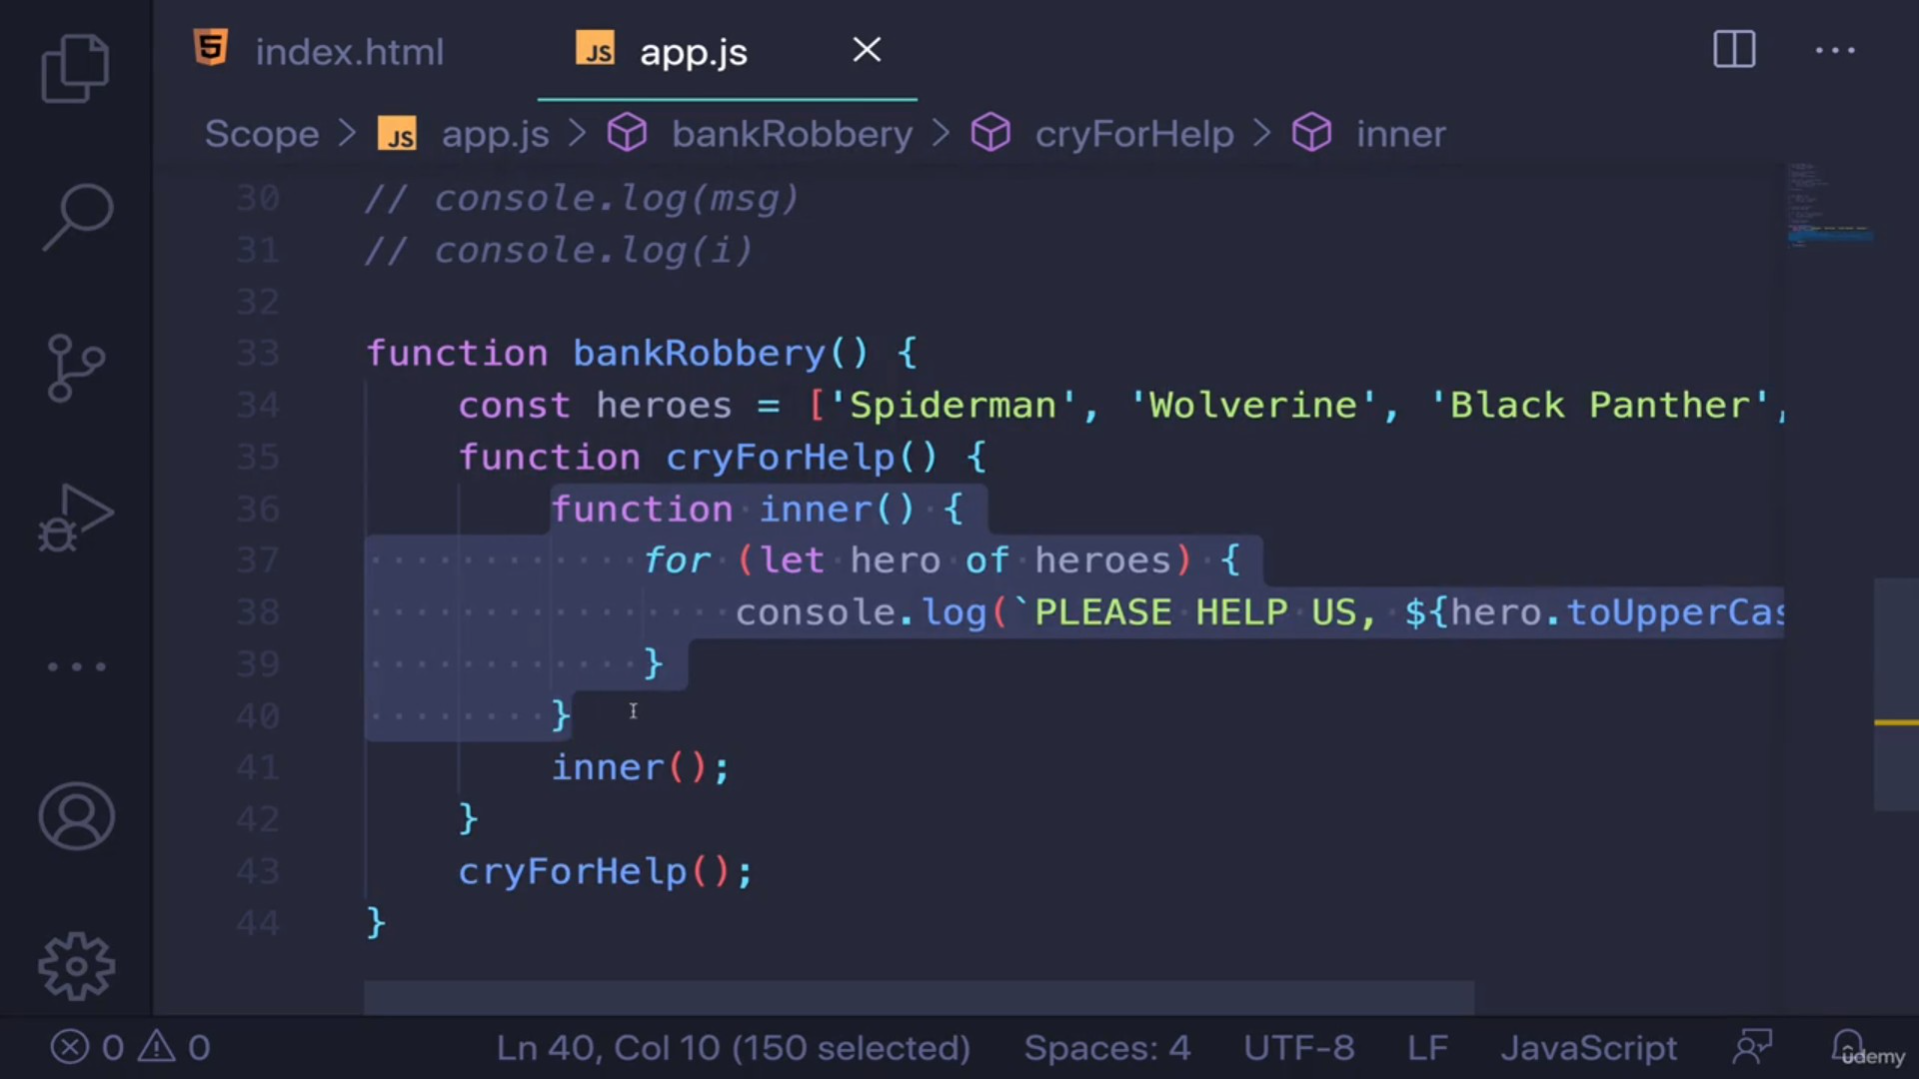 index.html
JS app.js
Scope > JS app.js > bankRobbery > cryForHelp > inner
30 // console.log(msg)
31 // console.log(i)
32
33 function bankRobbery() {
34 const heroes = ['Spiderman', 'Wolverine', 'Black Panther',
35 function cryForHelp() {
36 function inner() {
37 for (let hero of heroes) {
38 console.log(`PLEASE HELP US, ${hero.toUpperCas
39 }
40 }
41 inner();
42 }
43 cryForHelp();
44 }
0 0 Ln 40, Col 10 (150 selected) Spaces: 4 UTF-8 LF JavaScript
ûdemy